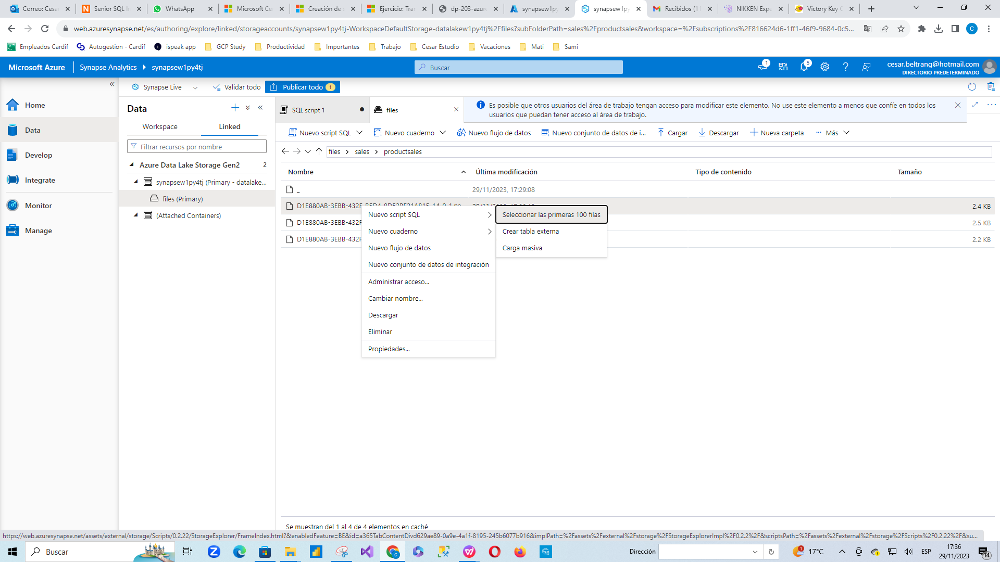 Correo: Cesa
Senior SQL I
WhatsApp
Microsoft Ce
Creación de
Ejercicio: Tra
dp-203-azur
synapsew1py
synapsew1py
Recibidos (1
NIKKEN Expe
Victory Key C
web.azuresynapse.net/es/authoring/explore/linked/storageaccounts/synapsew1py4tj-WorkspaceDefaultStorage-datalakew1py4tj%2Ffiles?subFolderPath=sales%2Fproductsales&workspace=%2Fsubscriptions%2F816624d6-1ff1-46f9-9684-0c5...
C
Empleados Cardif
Autogestion - Cardif
ispeak app
GCP Study
Productividad
Importantes
Trabajo
Cesar Estudio
Vacaciones
Mati
Sami
Microsoft Azure
Synapse Analytics
synapsew1py4tj
Buscar
1
5
cesar.beltrang@hotmail.com
DIRECTORIO PREDETERMINADO
Synapse Live
Validar todo
Publicar todo 1
Home
Data
Develop
Integrate
Monitor
Manage
Data
Workspace
Linked
Filtrar recursos por nombre
Azure Data Lake Storage Gen2 2
synapsew1py4tj (Primary - datalake...
files (Primary)
(Attached Containers)
SQL script 1
files
Es posible que otros usuarios del área de trabajo tengan acceso para modificar este elemento. No use este elemento a menos que confíe en todos los
usuarios que puedan tener acceso al área de trabajo.
Nuevo script SQL
Nuevo cuaderno
Nuevo flujo de datos
Nuevo conjunto de datos de i...
Cargar
Descargar
Nueva carpeta
Más
files
sales
productsales
Nombre
Última modificación
Tipo de contenido
Tamaño
_
29/11/2023, 17:29:08
D1E880AB-3EBB-432F
2.4 KB
D1E880AB-3EBB-432F
2.5 KB
D1E880AB-3EBB-432F
2.2 KB
Nuevo script SQL
Nuevo cuaderno
Nuevo flujo de datos
Nuevo conjunto de datos de integración
Administrar acceso...
Cambiar nombre...
Descargar
Eliminar
Propiedades...
Seleccionar las primeras 100 filas
Crear tabla externa
Carga masiva
Se muestran del 1 al 4 de 4 elementos en caché
https://web.azuresynapse.net/assets/external/storage/Scripts/0.2.22/StorageExplorer/FrameIndex.html?&enabledFeature=BE&id=a365TabContentDivd629ae89-0a9e-4a1f-8195-245b6077b916&implPath=%2Fassets%2Fexternal%2Fstorage%2FStorageExplorerImpl%2F0.2.2%2F&scriptsPath=%2Fassets%2Fexternal%2Fstorage%2FScripts%2F0.2.22%2F&su...
Buscar
Dirección
1
17°C
ESP
17:36
29/11/2023
14